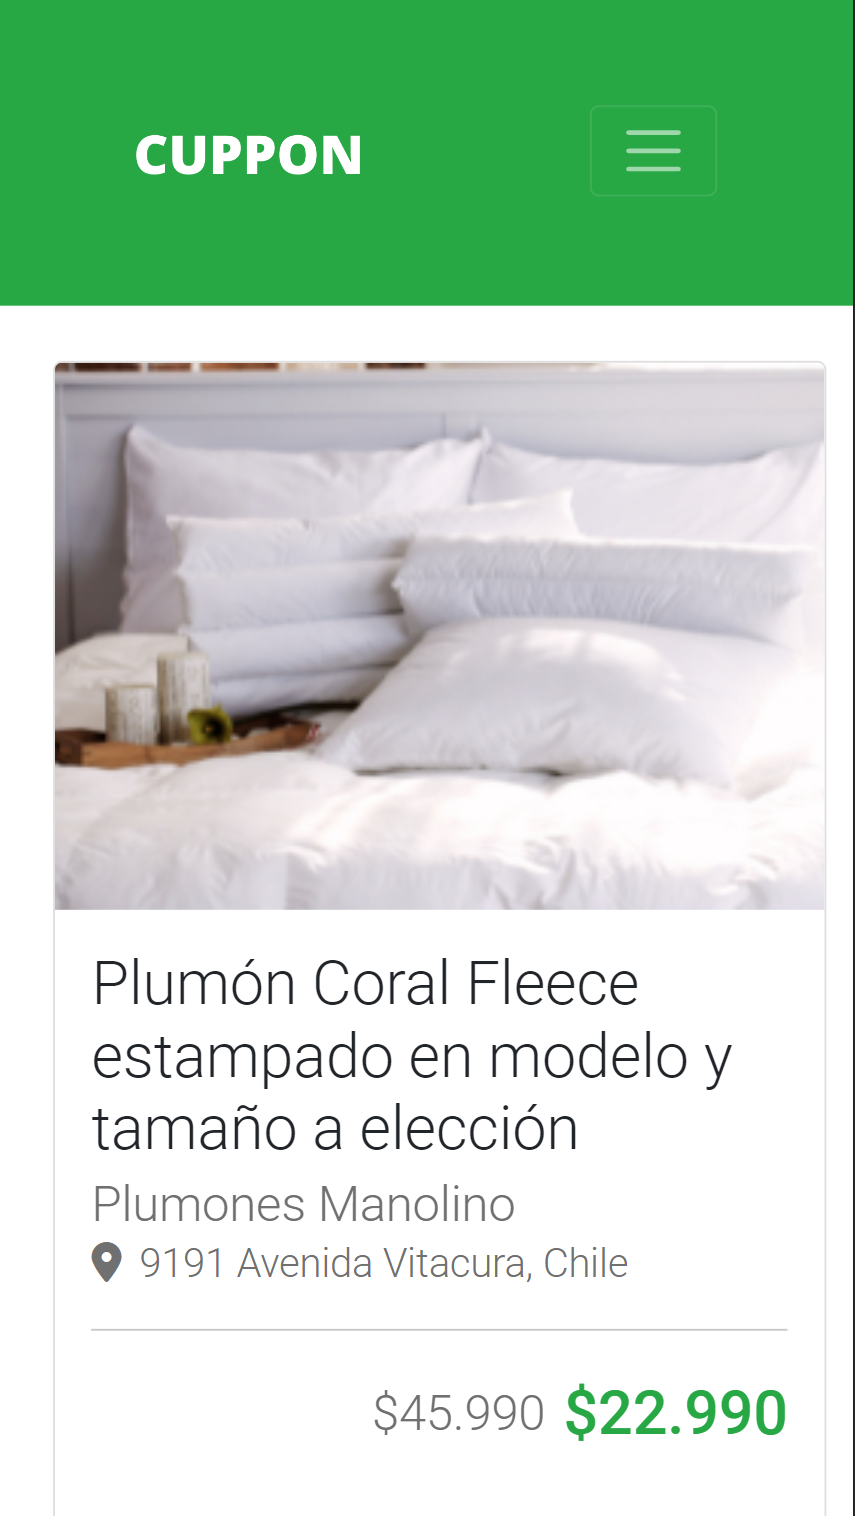 CUPPON
Plumón Coral Fleece
estampado en modelo y
tamaño a elección
Plumones Manolino
9191 Avenida Vitacura, Chile
$45.990 $22.990